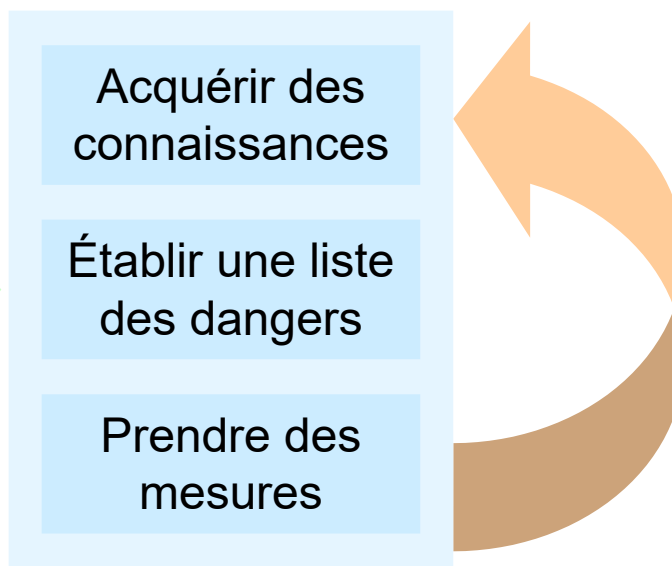 Acquérir des
connaissances
Établir une liste
des dangers
Prendre des
mesures